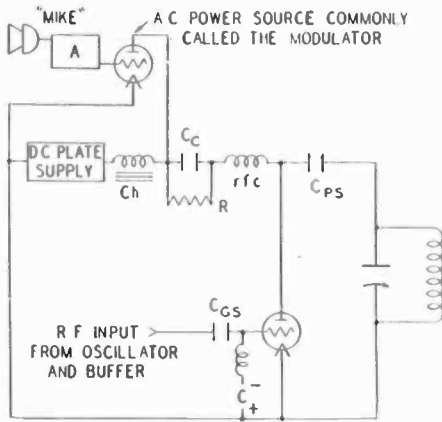 "MIKE"
A C POWER SOURCE COMMONLY
CALLED THE MODULATOR
A
DC PLATE
SUPPLY
Ch
CC
R
rfc
CPS
CGS
R F INPUT
FROM OSCILLATOR
AND BUFFER
C
-
+